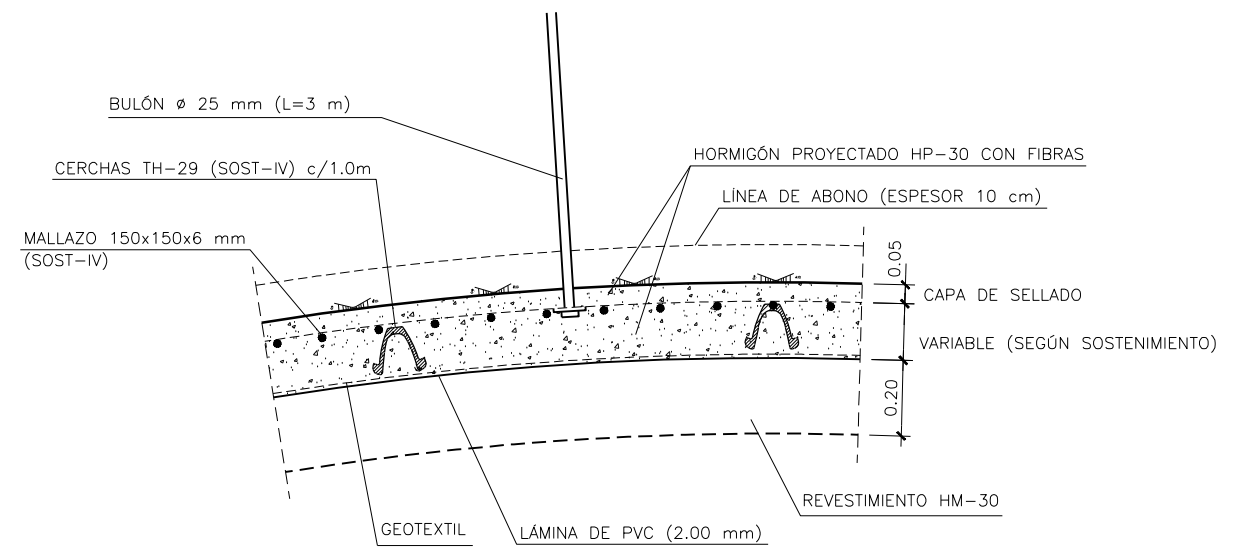 BULÓN ø 25 mm (L=3 m)
HORMIGÓN PROYECTADO HP-30 CON FIBRAS
CERCHAS TH-29 (SOST-IV) c/1.0m
LÍNEA DE ABONO (ESPESOR 10 cm)
MALLAZO 150x150x6 mm
(SOST-IV)
0.05
CAPA DE SELLADO
VARIABLE (SEGÚN SOSTENIMIENTO)
0.20
REVESTIMIENTO HM-30
GEOTEXTIL
LÁMINA DE PVC (2.00 mm)